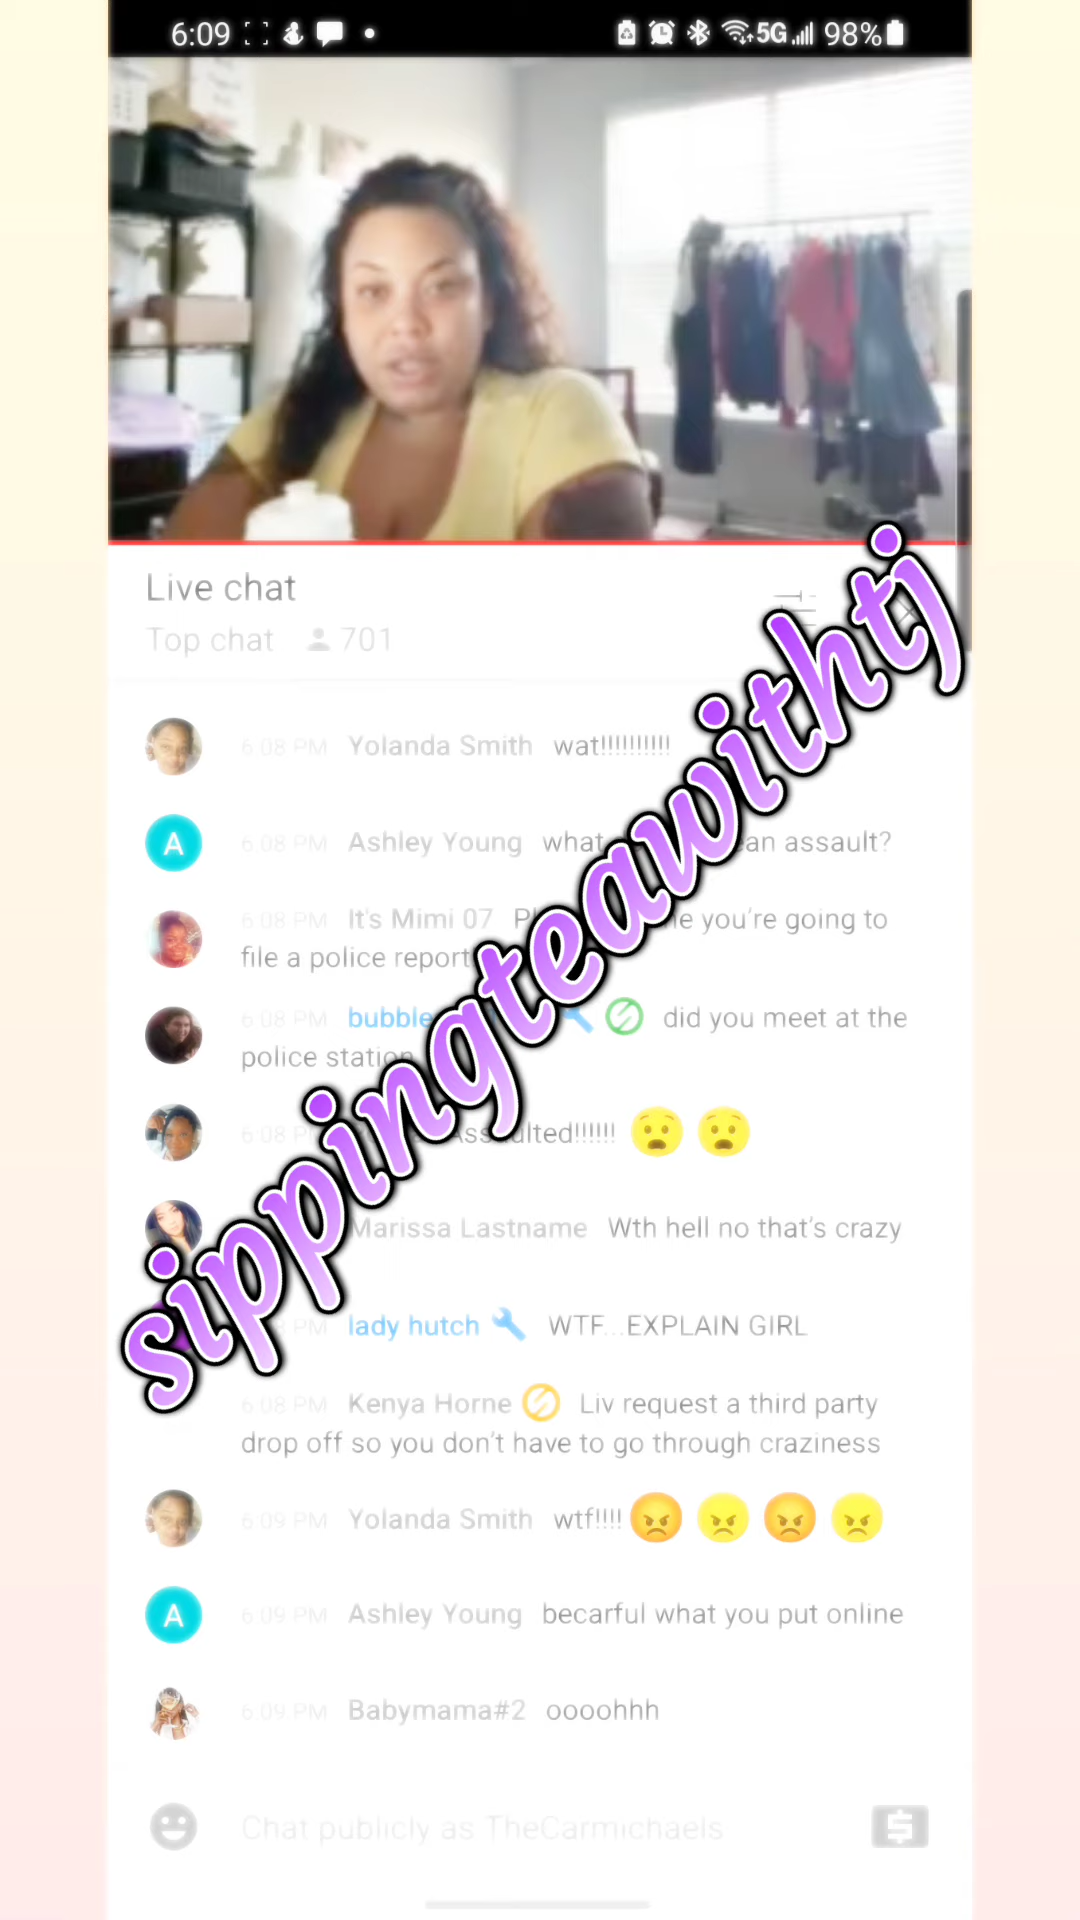 6:09 5G 98%
Live chat
Top chat 701
6:08 PM Yolanda Smith wat!!!!!!!!!!
6:08 PM Ashley Young what an assault?
6:08 PM It's Mimi 07 you're going to
file a police report
6:08 PM bubble did you meet at the
police station
6:08 Assaulted!!!!!!
Marissa Lastname Wth hell no that's crazy
PM lady hutch WTF...EXPLAIN GIRL
6:08 PM Kenya Horne Liv request a third party
drop off so you don't have to go through craziness
6:09 PM Yolanda Smith wtf!!!!
A 6:09 PM Ashley Young becarful what you put online
6:09 PM Babymama#2 oooohhh
Chat publicly as TheCarmichaels
sippingteawithtj